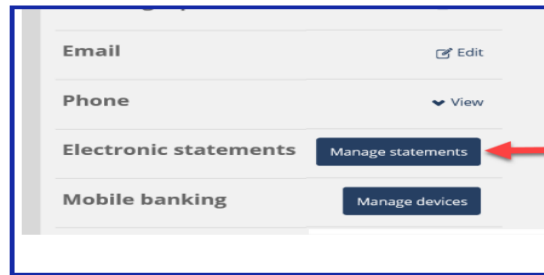 Email Edit
Phone View
Electronic statements Manage statements
Mobile banking Manage devices